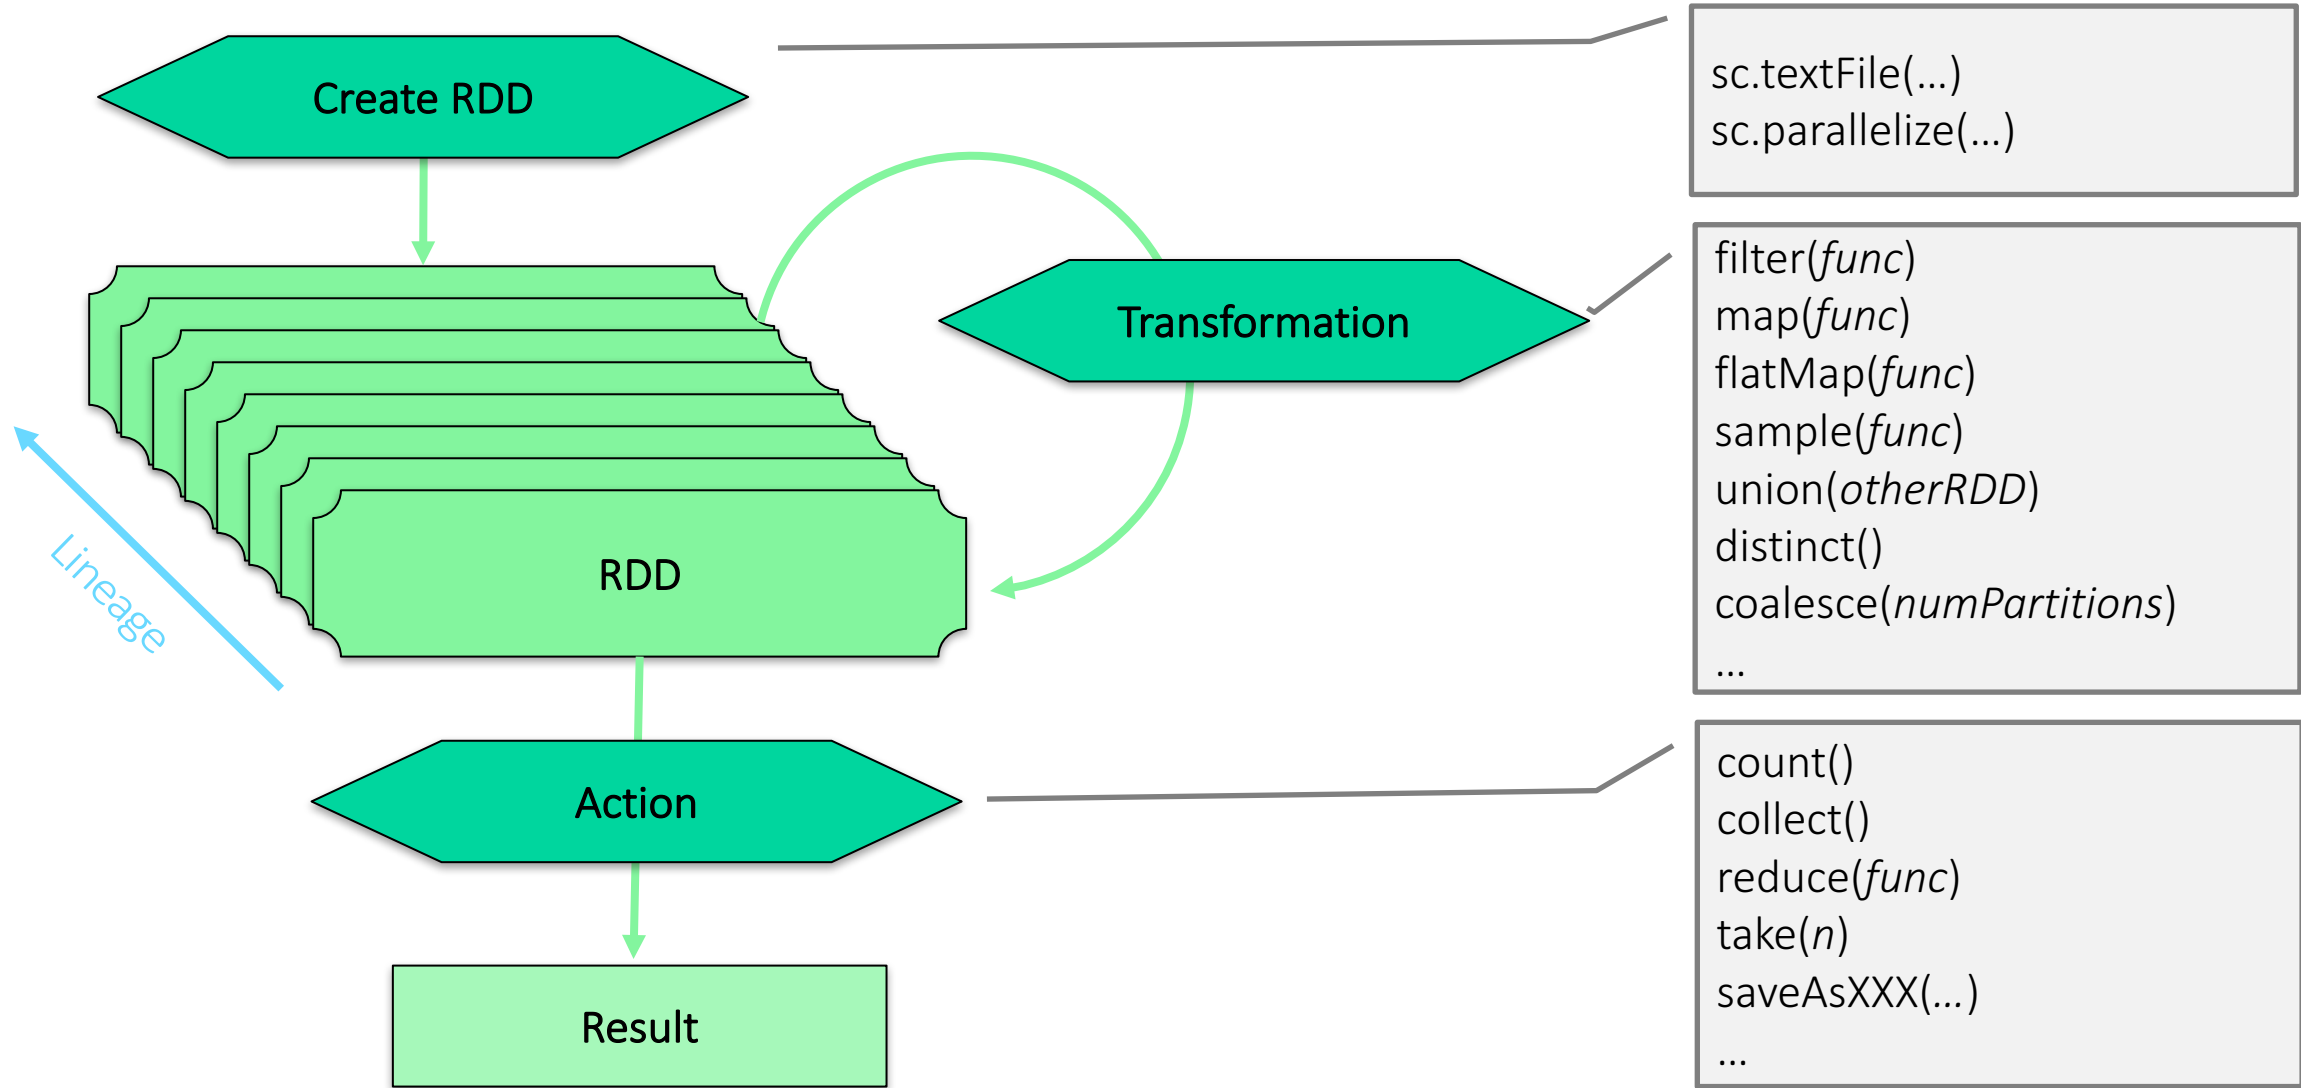 Create RDD
sc.textFile(...)
sc.parallelize(...)
Transformation
filter(func)
map(func)
flatMap(func)
sample(func)
union(otherRDD)
distinct()
coalesce(numPartitions)
...
Lineage
RDD
Action
count()
collect()
reduce(func)
take(n)
saveAsXXX(...)
...
Result